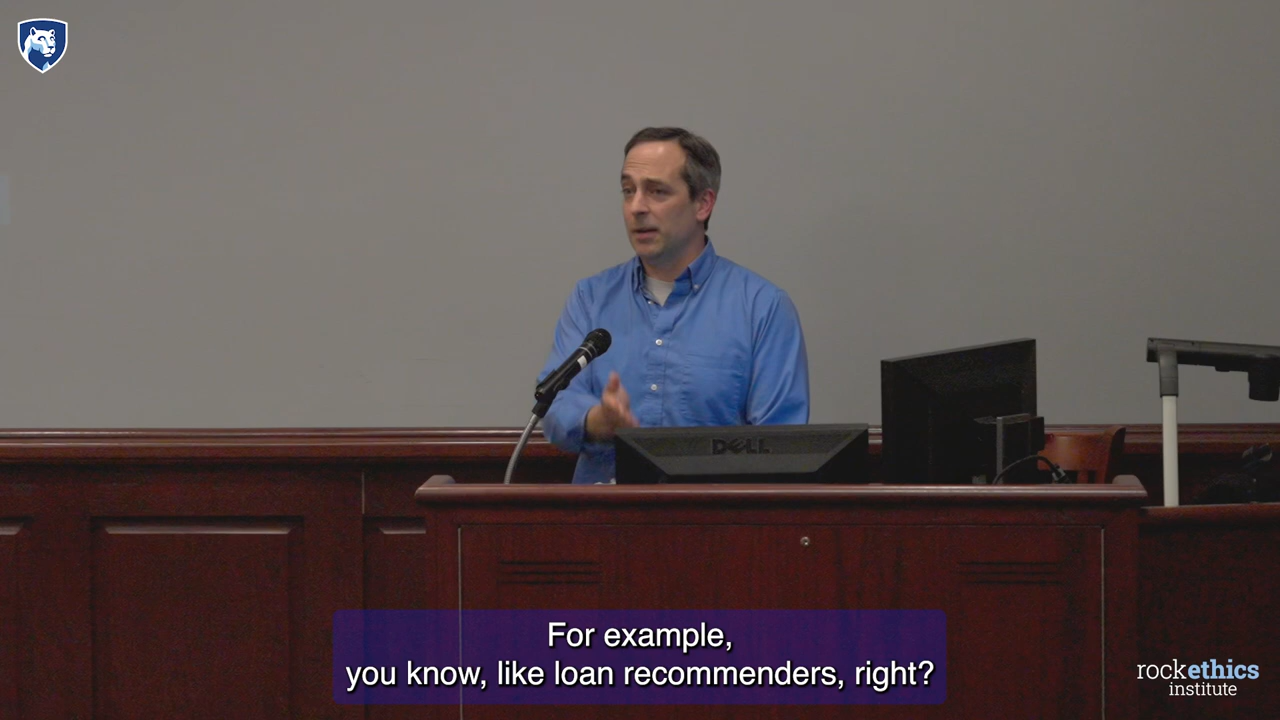 DELL
For example,
you know, like loan recommenders, right?
rockethics
institute